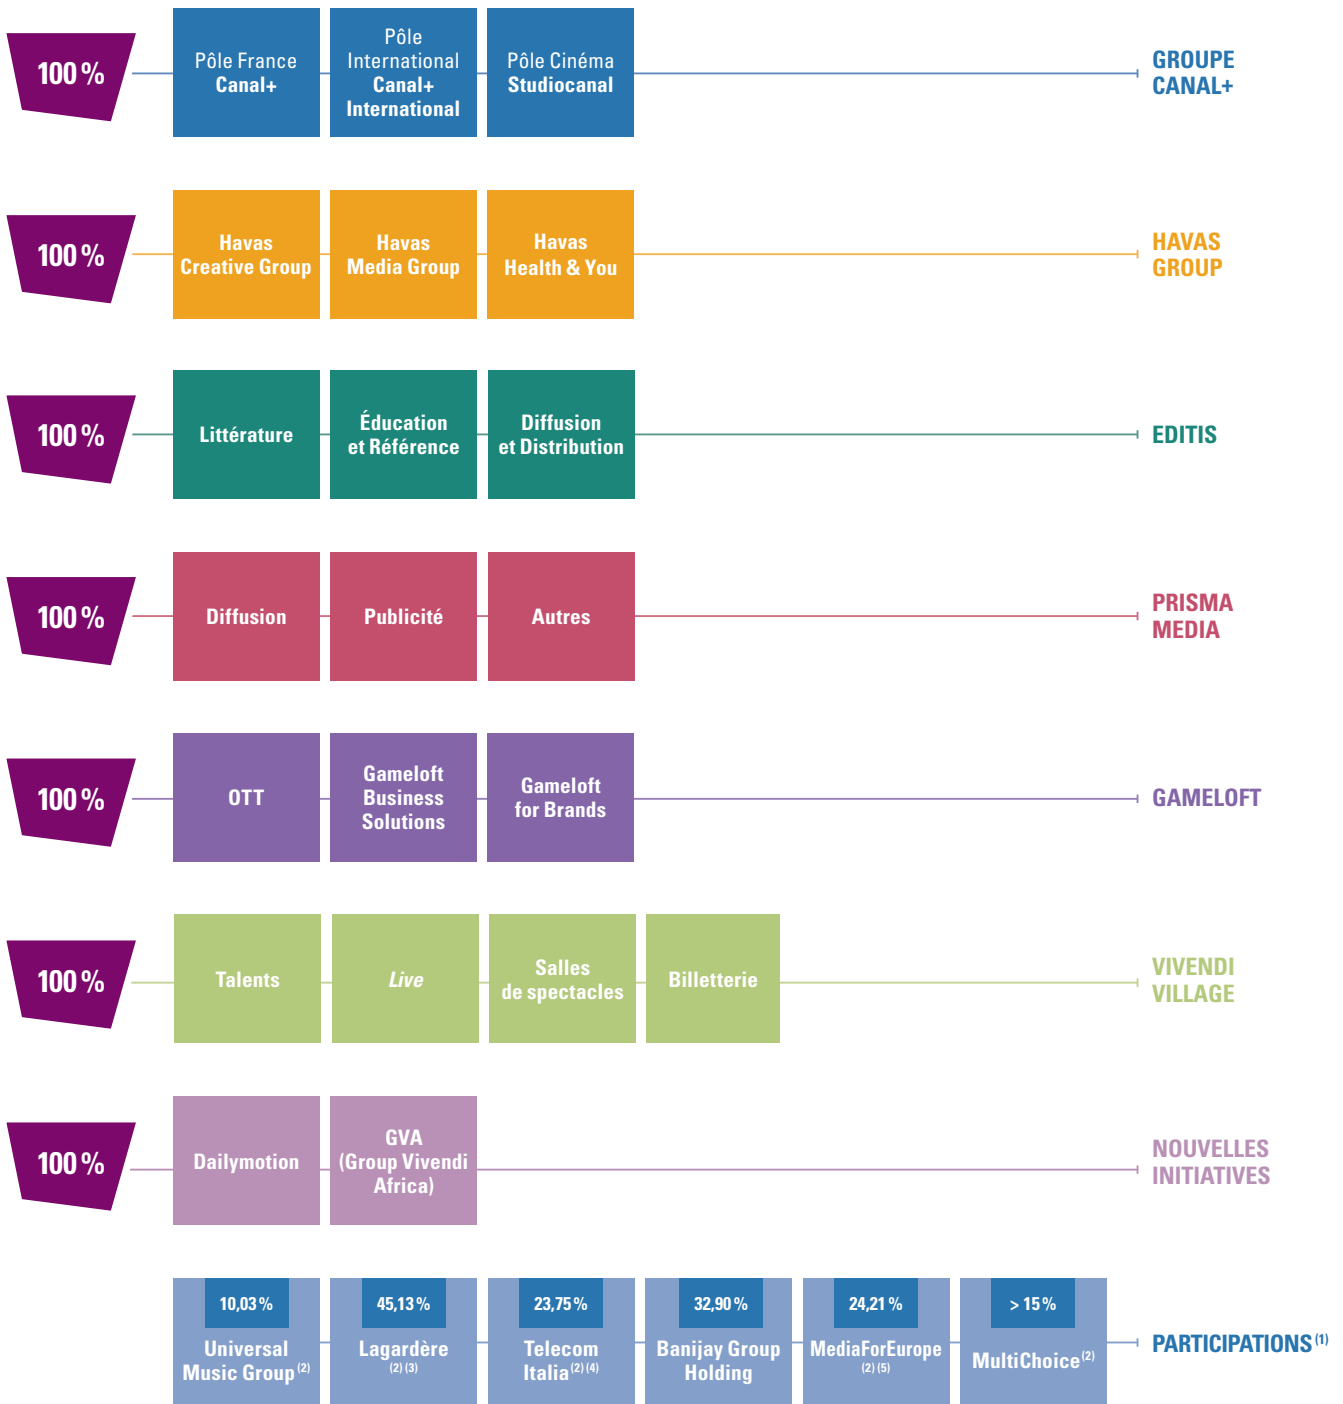 100 %
Pôle France
Canal+
Pôle
International
Canal+
International
Pôle Cinéma
Studiocanal
GROUPE
CANAL+
100 %
Havas
Creative Group
Havas
Media Group
Havas
Health & You
HAVAS
GROUP
100 %
Littérature
Éducation
et Référence
Diffusion
et Distribution
EDITIS
100 %
Diffusion
Publicité
Autres
PRISMA
MEDIA
100 %
OTT
Gameloft
Business
Solutions
Gameloft
for Brands
GAMELOFT
100 %
Talents
Live
Salles
de spectacles
Billetterie
VIVENDI
VILLAGE
100 %
Dailymotion
GVA
(Group Vivendi
Africa)
NOUVELLES
INITIATIVES
10,03 %
Universal
Music Group (2)
45,13 %
Lagardère
(2) (3)
23,75 %
Telecom
Italia (2) (4)
32,90 %
Banijay Group
Holding
24,21 %
MediaForEurope
(2) (5)
> 15 %
MultiChoice (2)
PARTICIPATIONS (1)